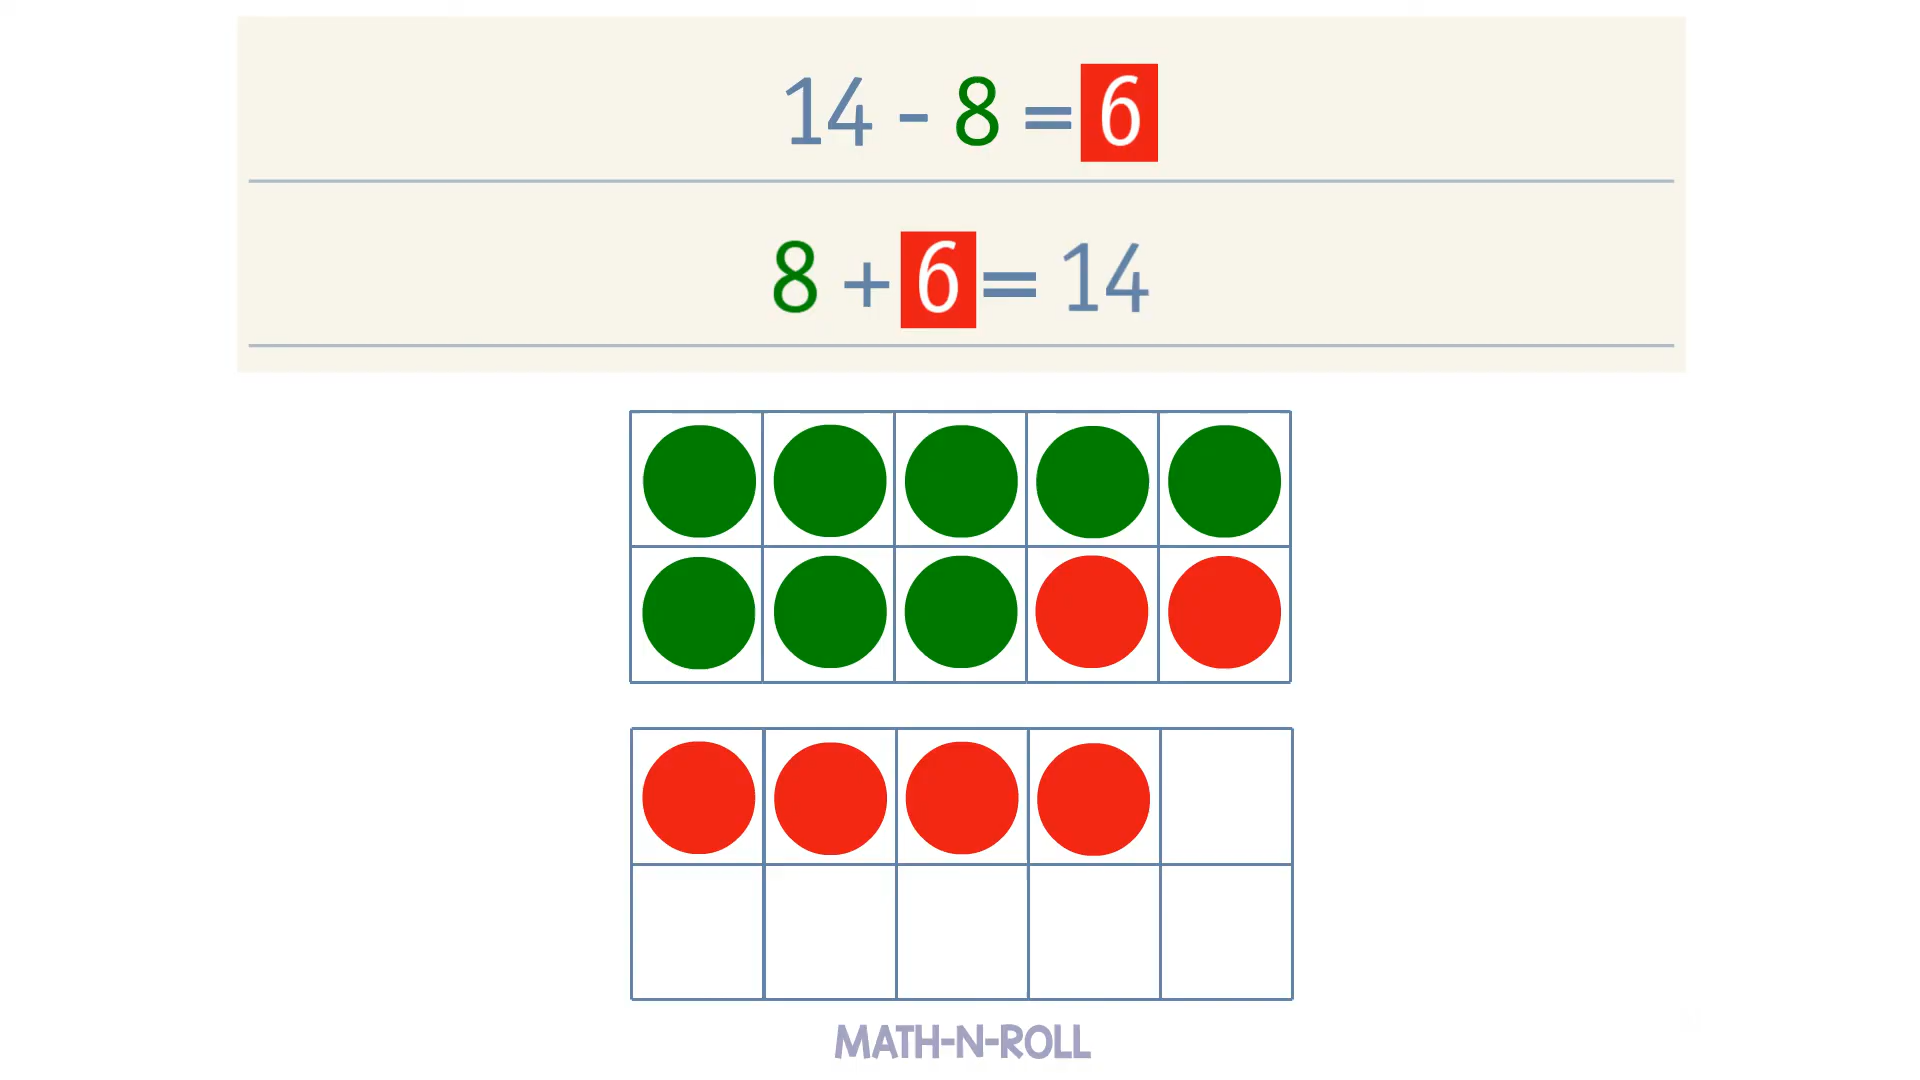 14 - 8 = 6
8 + 6 = 14
MATH-N-ROLL